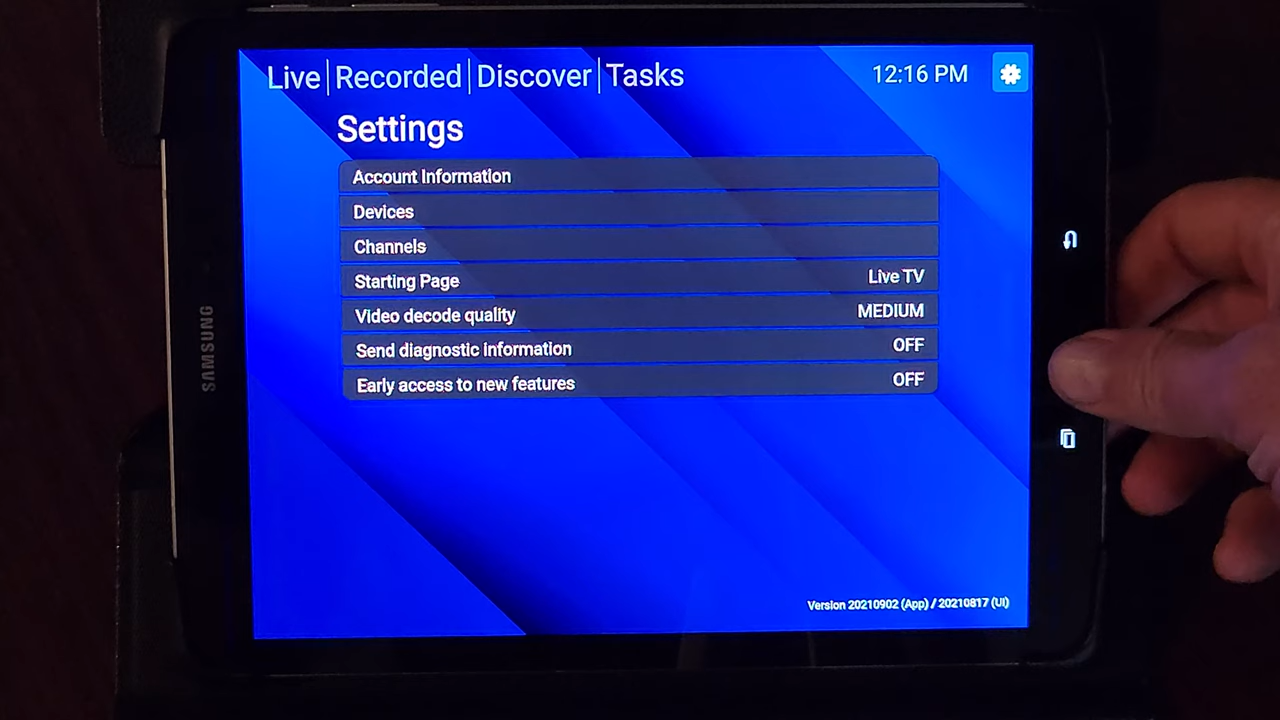 Live|Recorded|Discover|Tasks 12:16 PM
Settings
Account Information
Devices
Channels
Starting Page Live TV
Video decode quality MEDIUM
Send diagnostic information OFF
Early access to new features OFF
Version 20210902 (App) / 20210817 (UI)
SAMSUNG